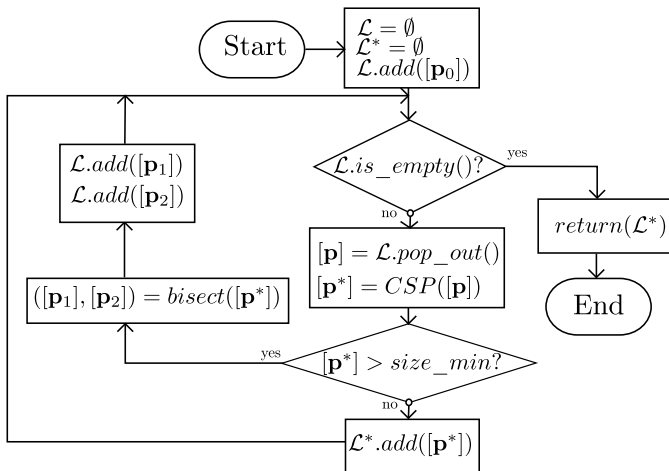 Start
ℒ = ∅
ℒ* = ∅
ℒ.add([p₀])
ℒ.is_empty()?
yes
no
ℒ.add([p₁])
ℒ.add([p₂])
return(ℒ*)
[p] = ℒ.pop_out()
[p*] = CSP([p])
([p₁], [p₂]) = bisect([p*])
End
[p*] > size_min?
yes
no
ℒ*.add([p*])